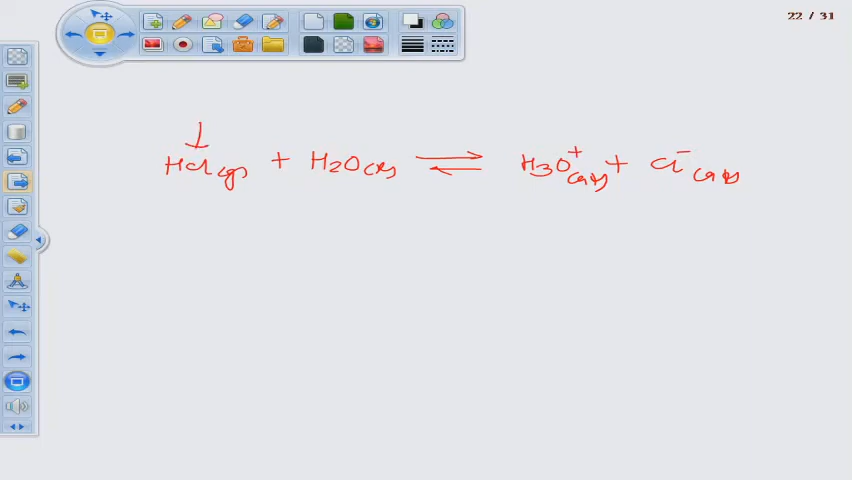 22 / 31
HCl(g) + H2O(l) ⇌ H3O+(aq) + Cl-(aq)